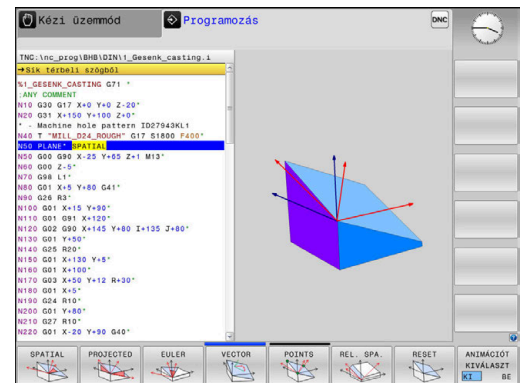 Kézi üzemmód
Programozás
DNC
TNC:\nc_prog\BHB\DIN\1_Gesenk_casting.i
→Sík térbeli szögből
%1_GESENK_CASTING G71 *
;ANY COMMENT
N10 G30 G17 X+0 Y+0 Z-20*
N20 G31 X+150 Y+100 Z+0*
* - Machine hole pattern ID27943KL1
N40 T "MILL_D24_ROUGH" G17 S1800 F400*
N50 PLANE* SPATIAL
N50 G00 G90 X-25 Y+65 Z+1 M13*
N60 G00 Z-5*
N70 G98 L1*
N80 G01 X+5 Y+80 G41*
N90 G26 R3*
N100 G01 X+15 Y+90*
N110 G01 G91 X+120*
N120 G02 G90 X+145 Y+80 I+135 J+80*
N130 G01 Y+50*
N140 G25 R20*
N150 G01 X+130 Y+5*
N160 G01 X+100*
N170 G03 X+50 Y+12 R+30*
N180 G01 X+5*
N190 G24 R10*
N200 G01 Y+80*
N210 G27 R10*
N220 G01 X-20 Y+90 G40*
SPATIAL
PROJECTED
EULER
VECTOR
POINTS
REL. SPA.
RESET
ANIMÁCIÓT
KIVÁLASZT
KI BE